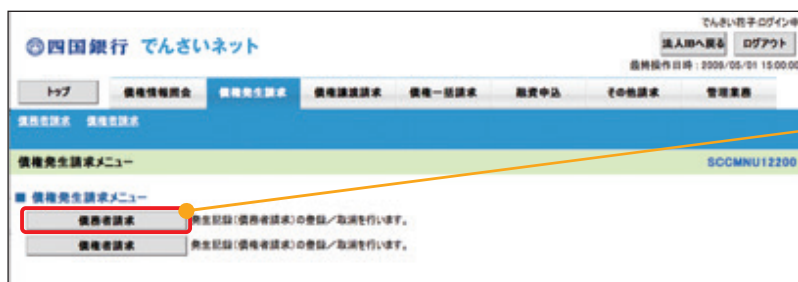 でんさい花子:ログイン中
四国銀行 でんさいネット
法人IBへ戻る ログアウト
最終操作日時：2009/05/01 15:00:00
トップ 債権情報照会 債権発生請求 債権譲渡請求 債権一括請求 融資申込 その他請求 管理業務
債務者請求 債権者請求
債権発生請求メニュー SCCMNU12200
■ 債権発生請求メニュー
債務者請求 発生記録(債務者請求)の登録／取消を行います。
債権者請求 発生記録(債権者請求)の登録／取消を行います。